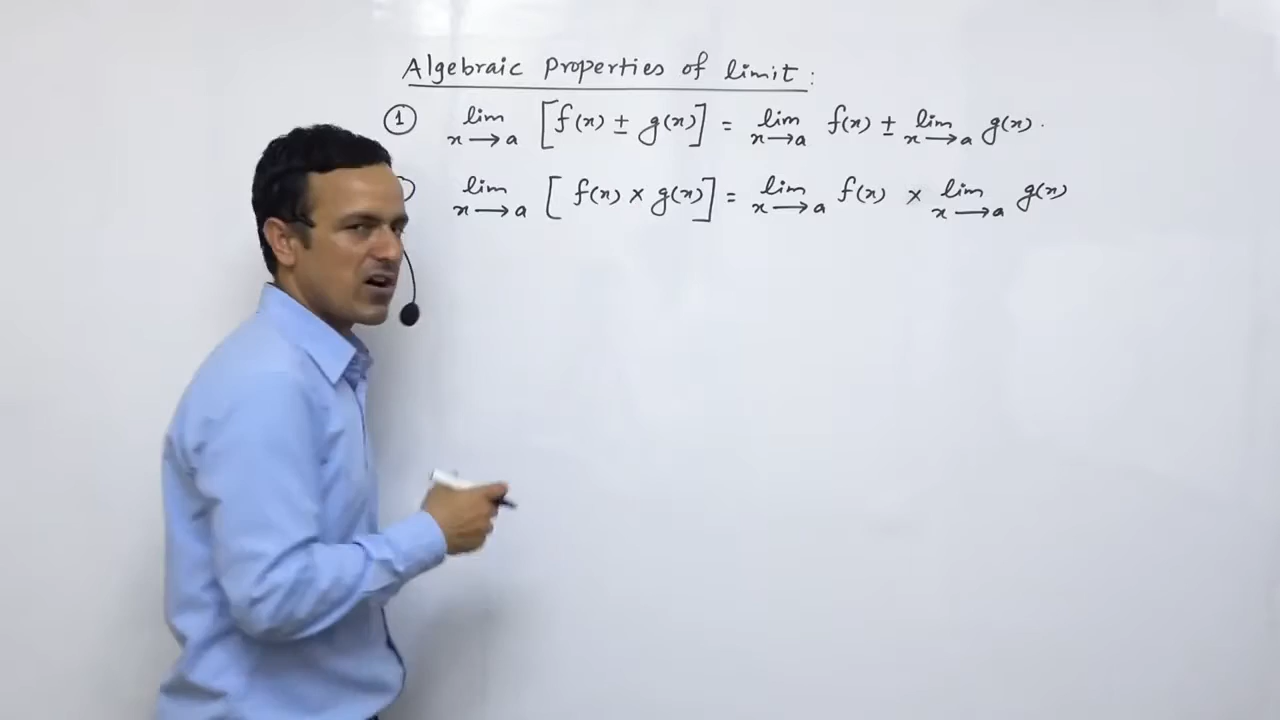 Algebraic Properties of limit :
① lim x→a [f(x) ± g(x)] = lim x→a f(x) ± lim x→a g(x).
lim x→a [f(x) × g(x)] = lim x→a f(x) × lim x→a g(x)